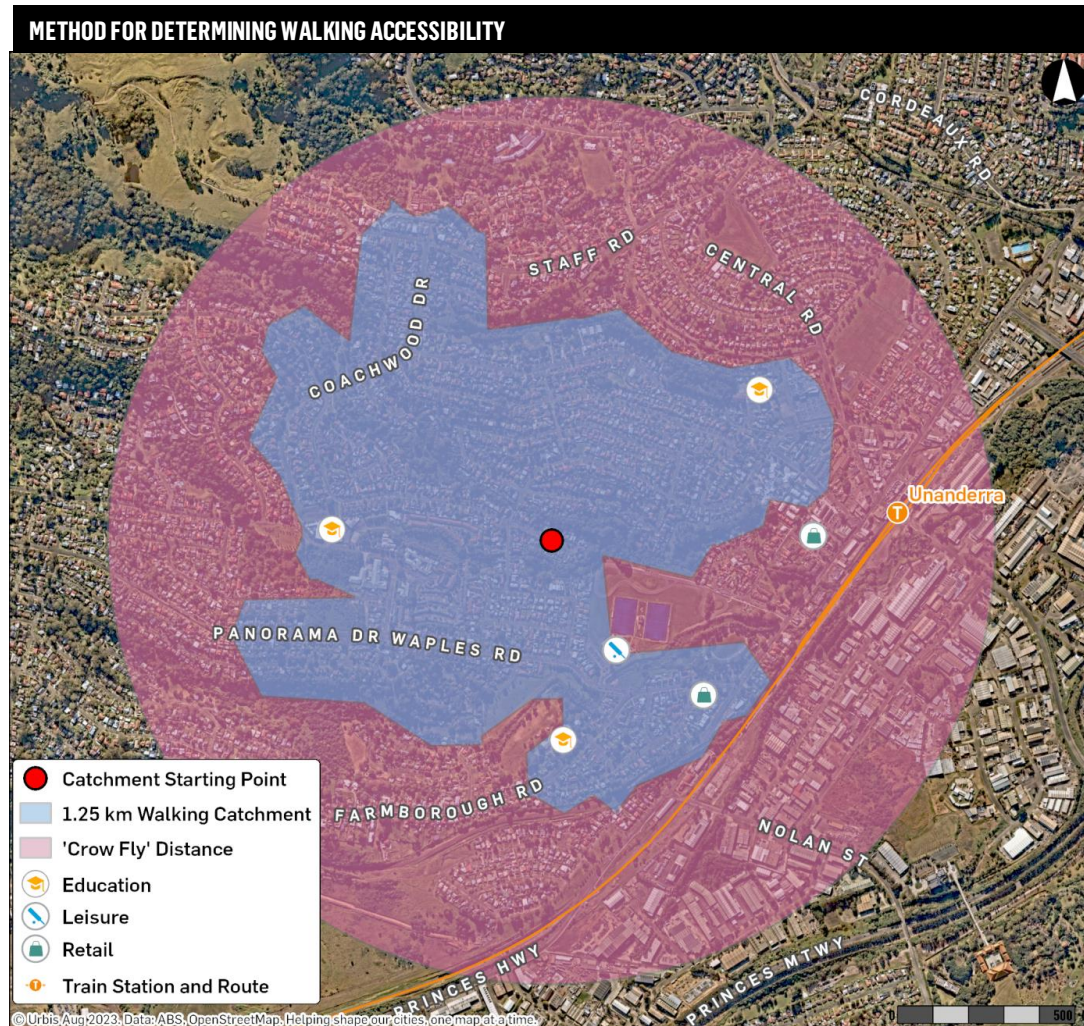 METHOD FOR DETERMINING WALKING ACCESSIBILITY
CORDEAUX RD
STAFF RD
CENTRAL RD
COACHWOOD DR
Unanderra
T
PANORAMA DR WAPLES RD
FARMBOROUGH RD
NOLAN ST
PRINCES HWY
PRINCES MTWY
Catchment Starting Point
1.25 km Walking Catchment
'Crow Fly' Distance
Education
Leisure
Retail
T
Train Station and Route
© Urbis Aug 2023. Data: ABS, OpenStreetMap. Helping shape our cities, one map at a time.
0 500